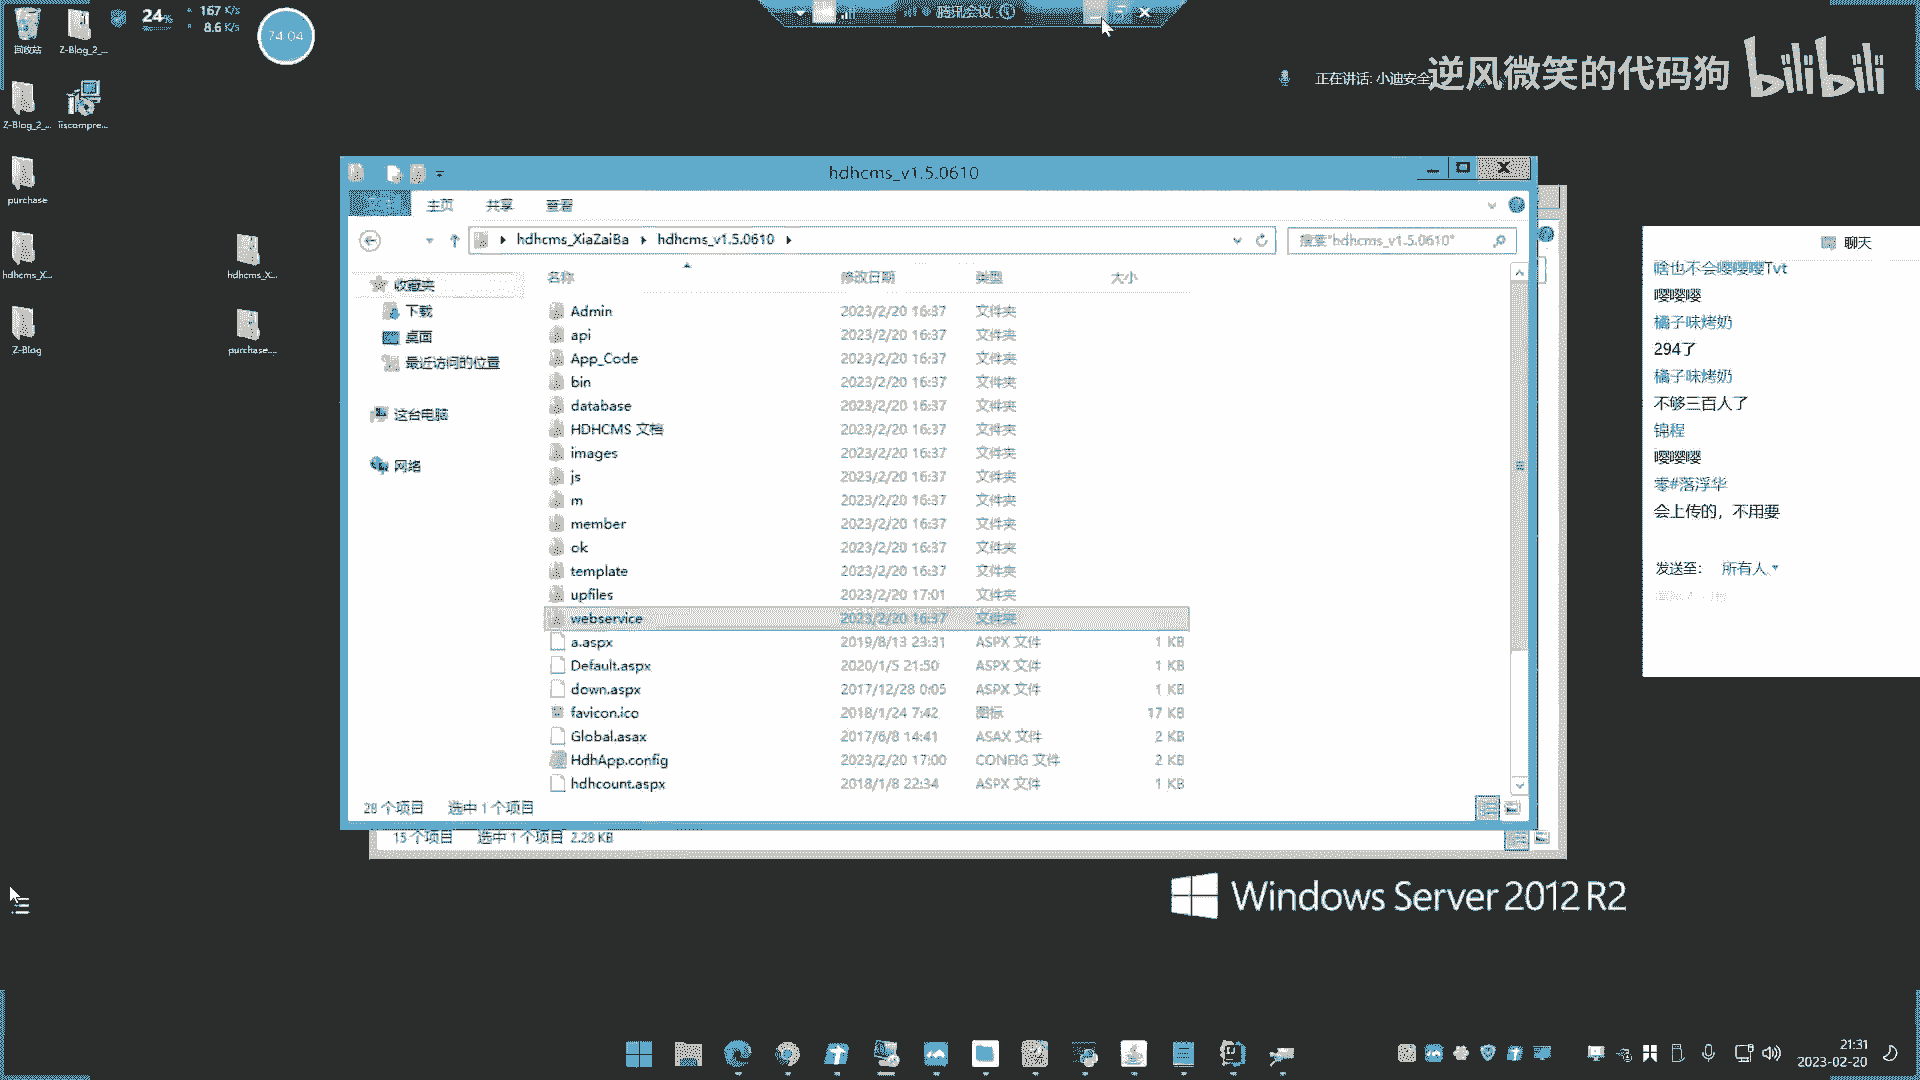 回收站
Z-Blog_2_...
24%
167 K/s
8.6 K/s
74:04
腾讯会议
正在讲话: 小迪安全
逆风微笑的代码狗
bilibili
Z-Blog_2_...
iiscompre...
purchase
hdhcms_X...
hdhcms_X...
Z-Blog
purchase....
hdhcms_v1.5.0610
主页
共享
查看
hdhcms_XiaZaiBa
hdhcms_v1.5.0610
搜索"hdhcms_v1.5.0610"
收藏夹
下载
桌面
最近访问的位置
这台电脑
网络
名称 修改日期 类型 大小
Admin 2023/2/20 16:37 文件夹
api 2023/2/20 16:37 文件夹
App_Code 2023/2/20 16:37 文件夹
bin 2023/2/20 16:37 文件夹
database 2023/2/20 16:37 文件夹
HDHCMS 文档 2023/2/20 16:37 文件夹
images 2023/2/20 16:37 文件夹
js 2023/2/20 16:37 文件夹
m 2023/2/20 16:37 文件夹
member 2023/2/20 16:37 文件夹
ok 2023/2/20 16:37 文件夹
template 2023/2/20 16:37 文件夹
upfiles 2023/2/20 17:01 文件夹
webservice 2023/2/20 16:37 文件夹
a.aspx 2019/8/13 23:31 ASPX 文件 1 KB
Default.aspx 2020/1/5 21:50 ASPX 文件 1 KB
down.aspx 2017/12/28 0:05 ASPX 文件 1 KB
favicon.ico 2018/1/24 7:42 图标 17 KB
Global.asax 2017/6/8 14:41 ASAX 文件 2 KB
HdhApp.config 2023/2/20 17:00 CONFIG 文件 2 KB
hdhcount.aspx 2018/1/8 22:34 ASPX 文件 1 KB
28 个项目 选中 1 个项目
15 个项目 选中 1 个项目 2.28 KB
聊天
啥也不会嘤嘤嘤Tvt
嘤嘤嘤
橘子味烤奶
294了
橘子味烤奶
不够三百人了
锦程
嘤嘤嘤
零#落浮华
会上传的，不用要
发送至: 所有人
Windows Server 2012 R2
21:31
2023-02-20